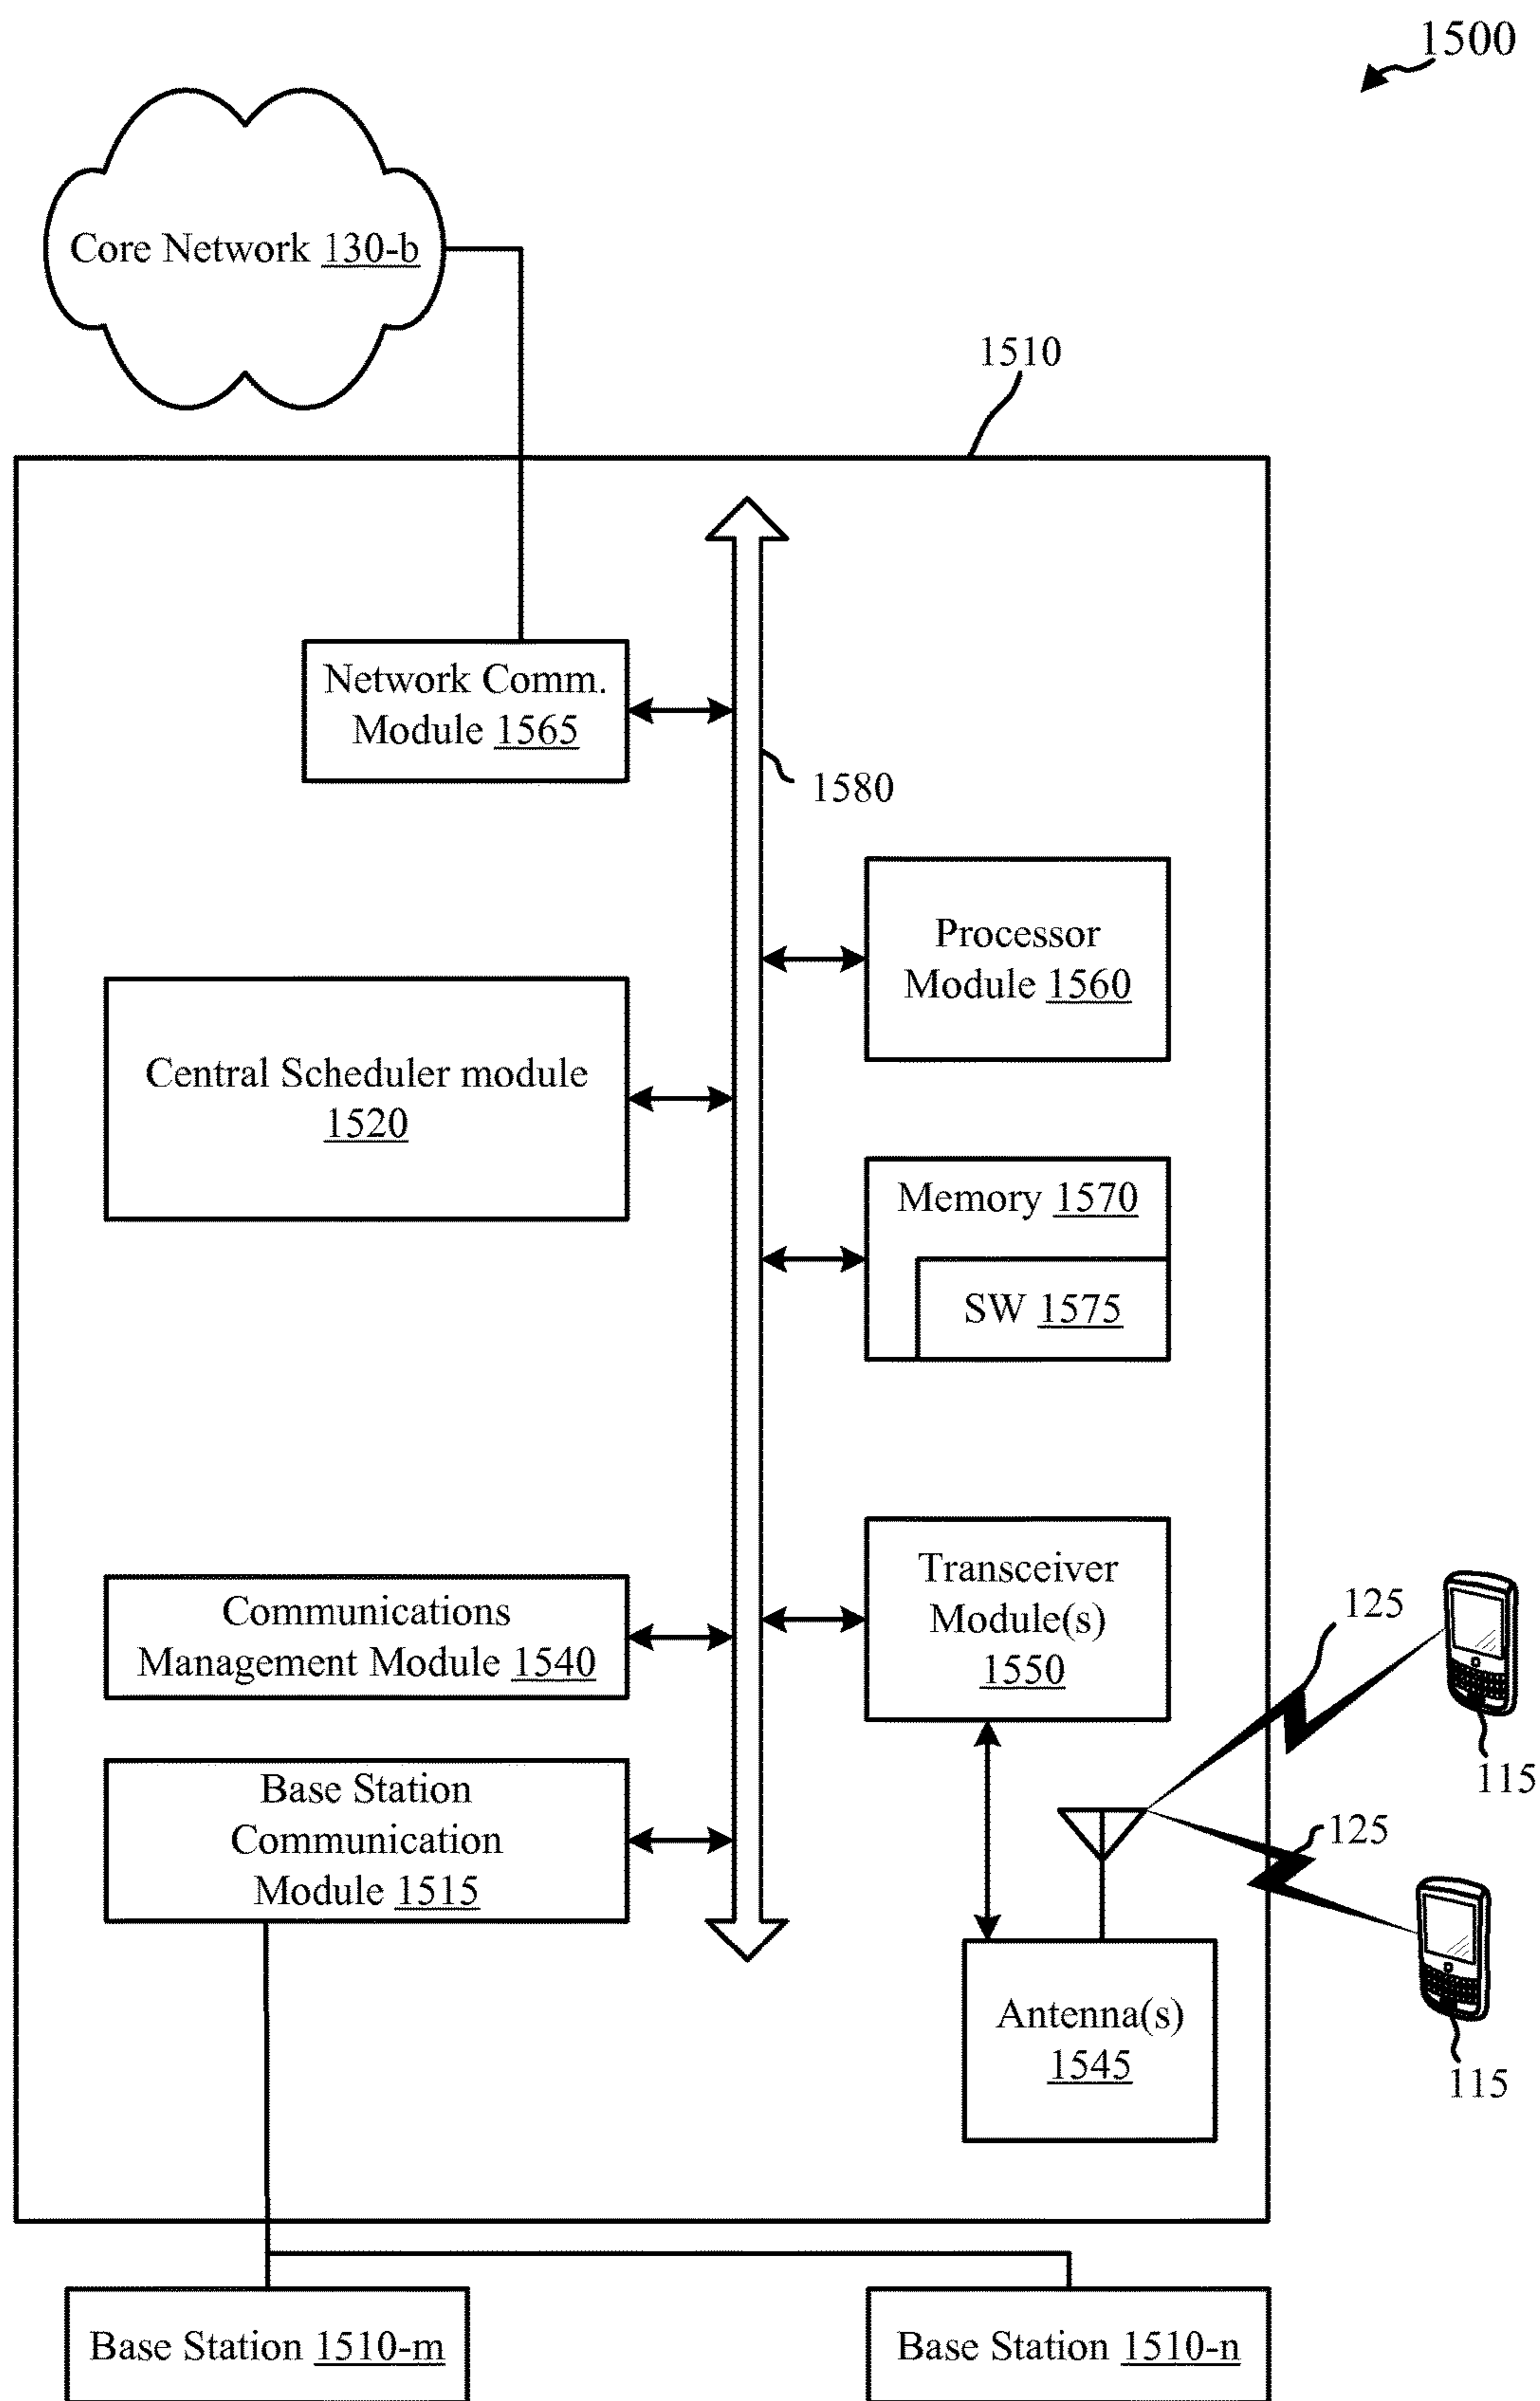 1500
Core Network 130-b
1510
Network Comm.
Module 1565
1580
Processor
Module 1560
Central Scheduler module
1520
Memory 1570
SW 1575
Transceiver
Module(s)
1550
Communications
Management Module 1540
125
115
Base Station
Communication
Module 1515
125
Antenna(s)
1545
115
Base Station 1510-m
Base Station 1510-n